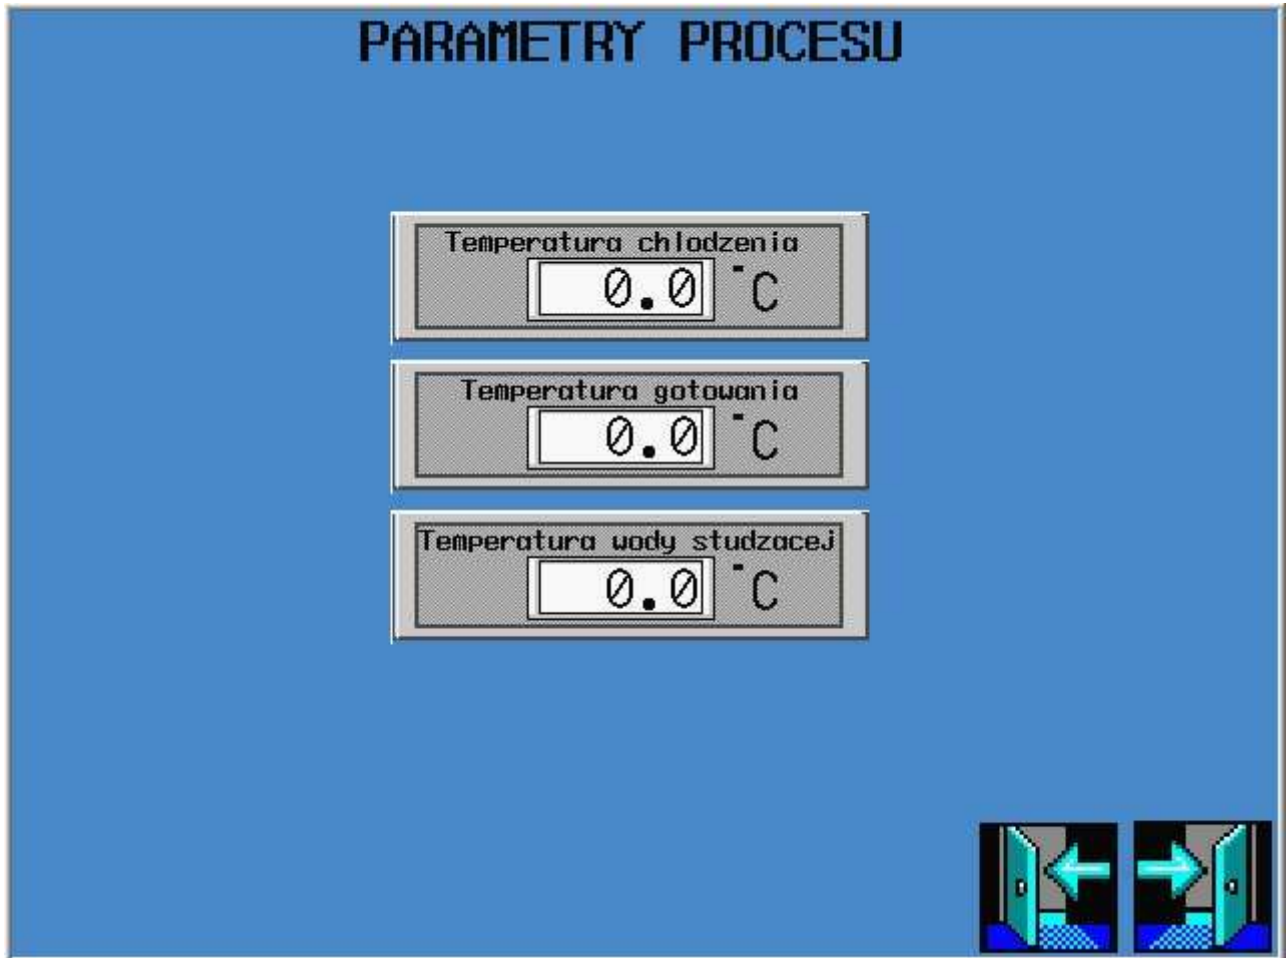 PARAMETRY PROCESU
Temperatura chlodzenia
0.0 °C
Temperatura gotowania
0.0 °C
Temperatura wody studzacej
0.0 °C